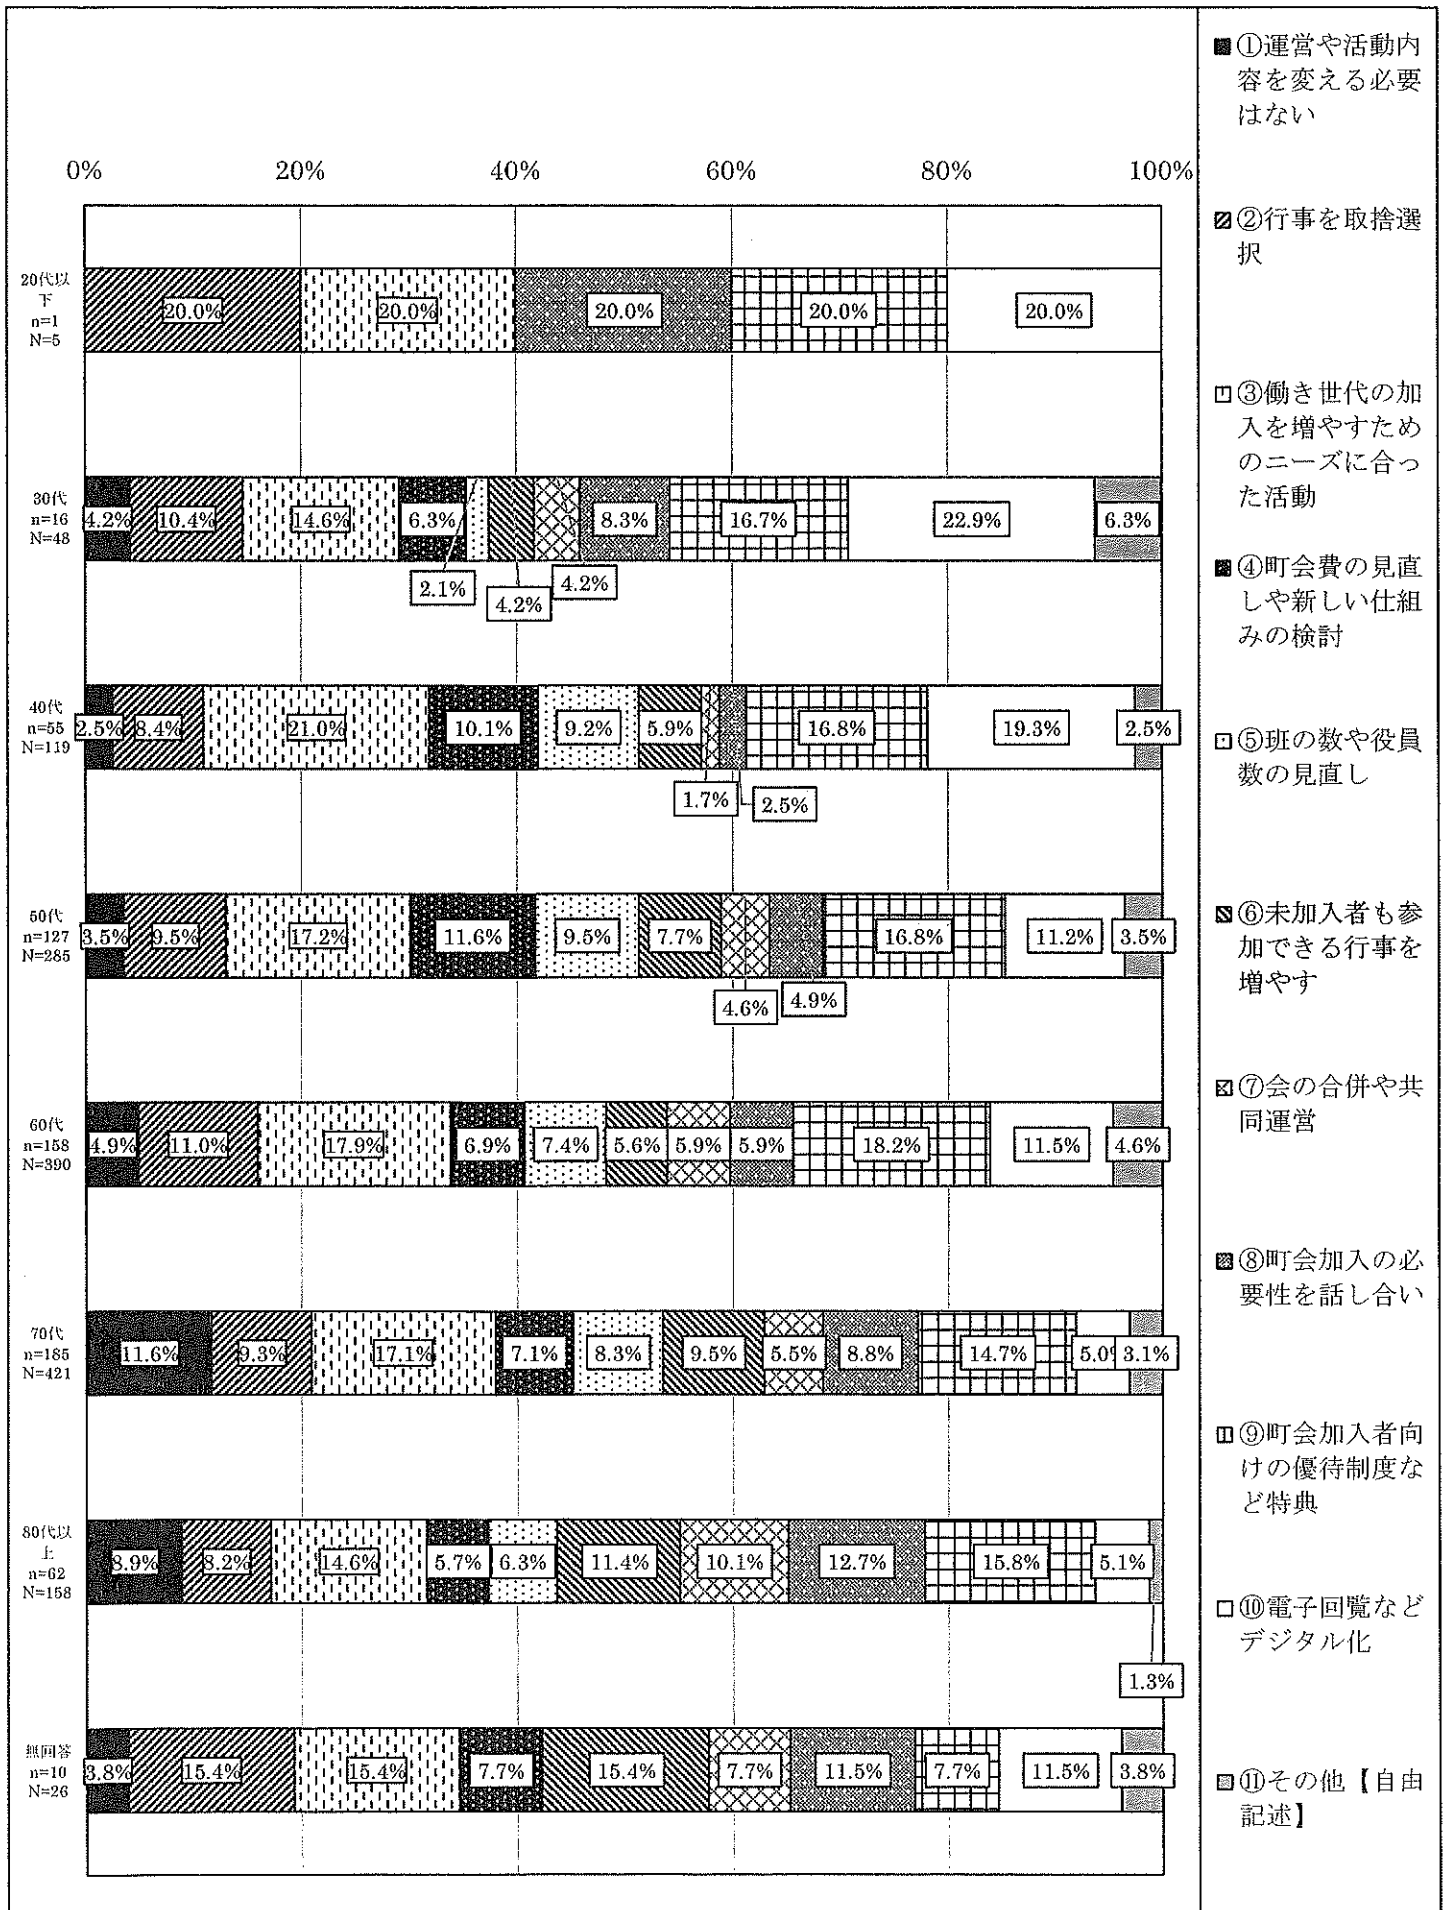 0%
20%
40%
60%
80%
100%
20代以
下
n=1
N=5
20.0%
20.0%
20.0%
20.0%
20.0%
30代
n=16
N=48
4.2%
10.4%
14.6%
6.3%
8.3%
16.7%
22.9%
6.3%
2.1%
4.2%
4.2%
40代
n=55
N=119
2.5%
8.4%
21.0%
10.1%
9.2%
5.9%
16.8%
19.3%
2.5%
1.7%
2.5%
50代
n=127
N=285
3.5%
9.5%
17.2%
11.6%
9.5%
7.7%
16.8%
11.2%
3.5%
4.6%
4.9%
60代
n=158
N=390
4.9%
11.0%
17.9%
6.9%
7.4%
5.6%
5.9%
5.9%
18.2%
11.5%
4.6%
70代
n=185
N=421
11.6%
9.3%
17.1%
7.1%
8.3%
9.5%
5.5%
8.8%
14.7%
5.0%
3.1%
80代以
上
n=62
N=158
8.9%
8.2%
14.6%
5.7%
6.3%
11.4%
10.1%
12.7%
15.8%
5.1%
1.3%
無回答
n=10
N=26
3.8%
15.4%
15.4%
7.7%
15.4%
7.7%
11.5%
7.7%
11.5%
3.8%
①運営や活動内
容を変える必要
はない
②行事を取捨選
択
③働き世代の加
入を増やすため
のニーズに合っ
た活動
④町会費の見直
しや新しい仕組
みの検討
⑤班の数や役員
数の見直し
⑥未加入者も参
加できる行事を
増やす
⑦会の合併や共
同運営
⑧町会加入の必
要性を話し合い
⑨町会加入者向
けの優待制度な
ど特典
⑩電子回覧など
デジタル化
⑪その他【自由
記述】